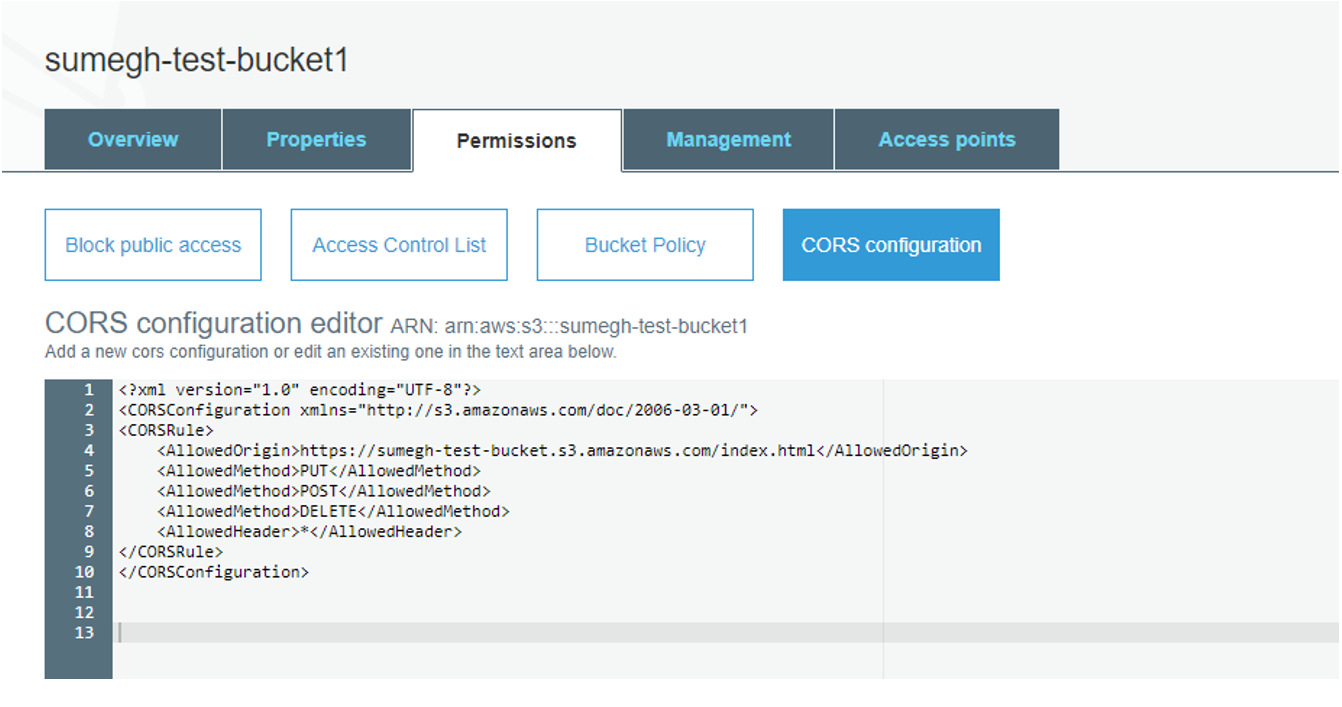 sumegh-test-bucket1
Overview Properties Permissions Management Access points
Block public access Access Control List Bucket Policy CORS configuration
CORS configuration editor ARN: arn:aws:s3:::sumegh-test-bucket1
Add a new cors configuration or edit an existing one in the text area below.
1 <?xml version="1.0" encoding="UTF-8"?>
2 <CORSConfiguration xmlns="http://s3.amazonaws.com/doc/2006-03-01/">
3 <CORSRule>
4     <AllowedOrigin>https://sumegh-test-bucket.s3.amazonaws.com/index.html</AllowedOrigin>
5     <AllowedMethod>PUT</AllowedMethod>
6     <AllowedMethod>POST</AllowedMethod>
7     <AllowedMethod>DELETE</AllowedMethod>
8     <AllowedHeader>*</AllowedHeader>
9 </CORSRule>
10 </CORSConfiguration>
11
12
13